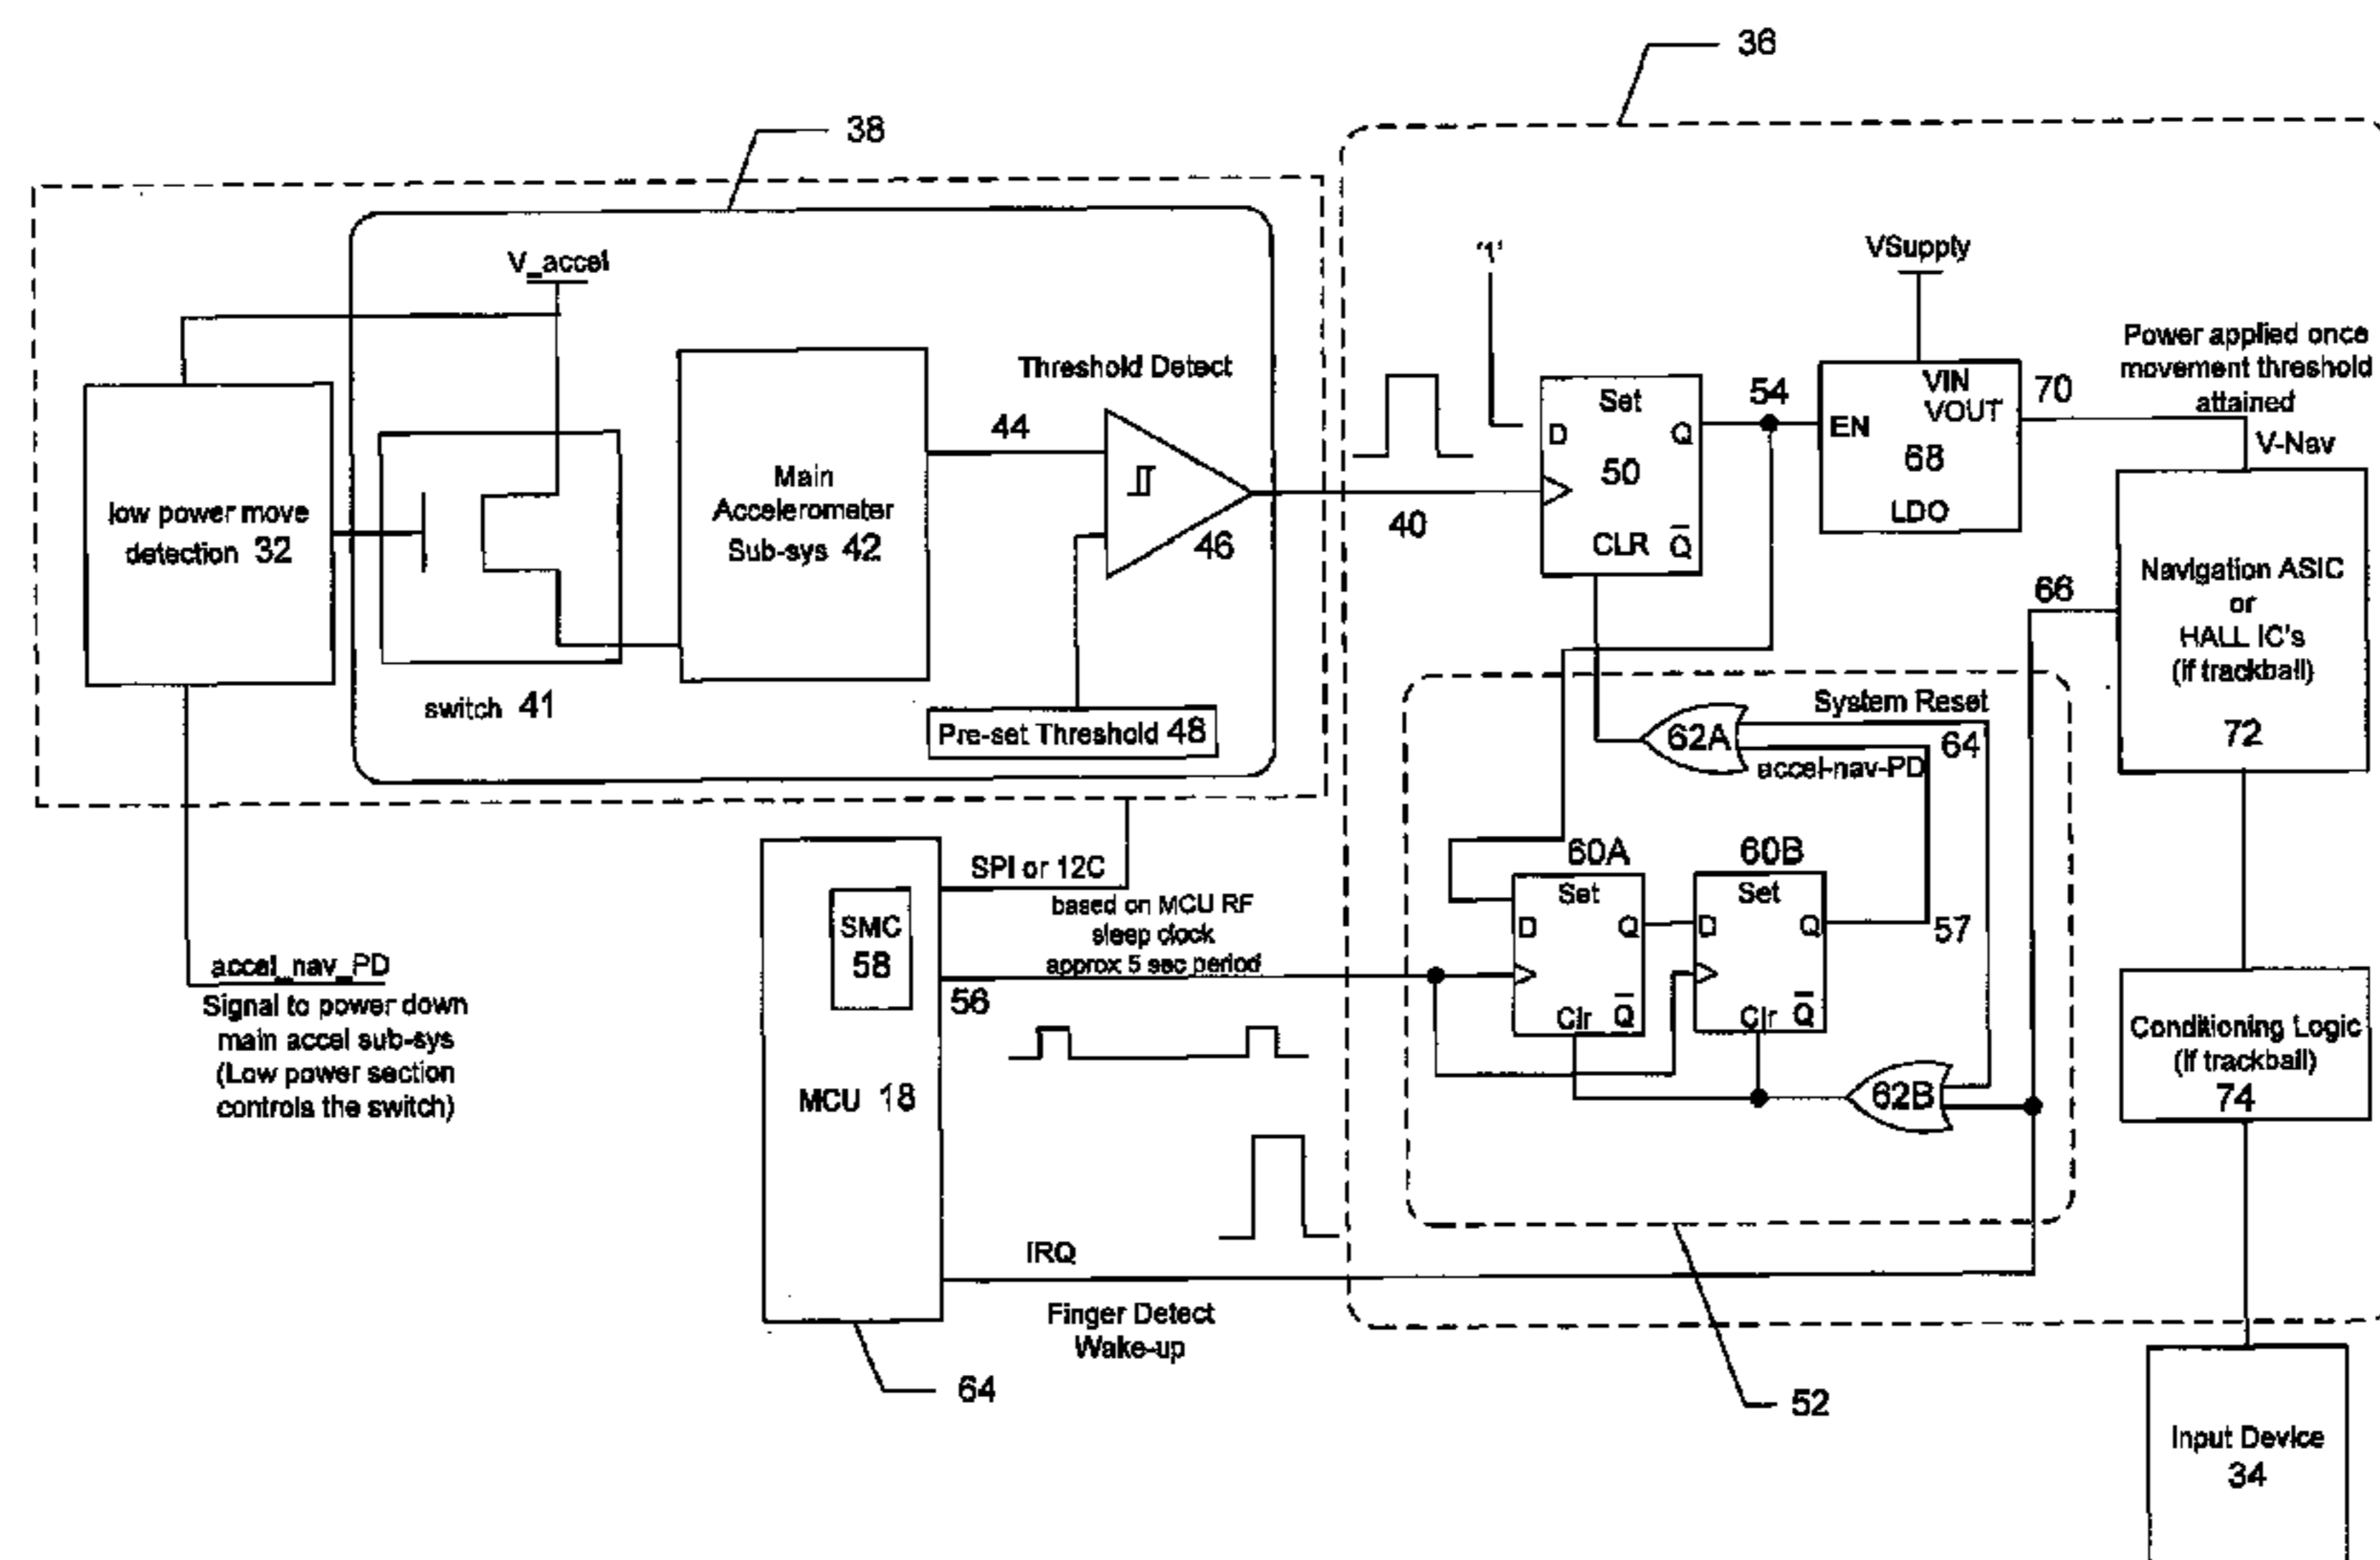 36
38
V_accel
low power move
detection 32
switch 41
Main
Accelerometer
Sub-sys 42
44
Threshold Detect
46
Pre-set Threshold 48
accel_nav_PD
Signal to power down
main accel sub-sys
(Low power section
controls the switch)
SPI or 12C
based on MCU RF
sleep clock
approx 5 sec period
SMC
58
56
MCU 18
IRQ
Finger Detect
Wake-up
64
'1'
40
Set
D
Q
50
CLR Q
54
VSupply
VIN
VOUT
EN
68
LDO
70
Power applied once
movement threshold
attained
V-Nav
66
Navigation ASIC
or
HALL IC's
(if trackball)
72
System Reset
62A
64
accel-nav-PD
60A
Set
D
Q
Clr Q
60B
Set
D
Q
Clr Q
57
62B
52
Conditioning Logic
(if trackball)
74
Input Device
34